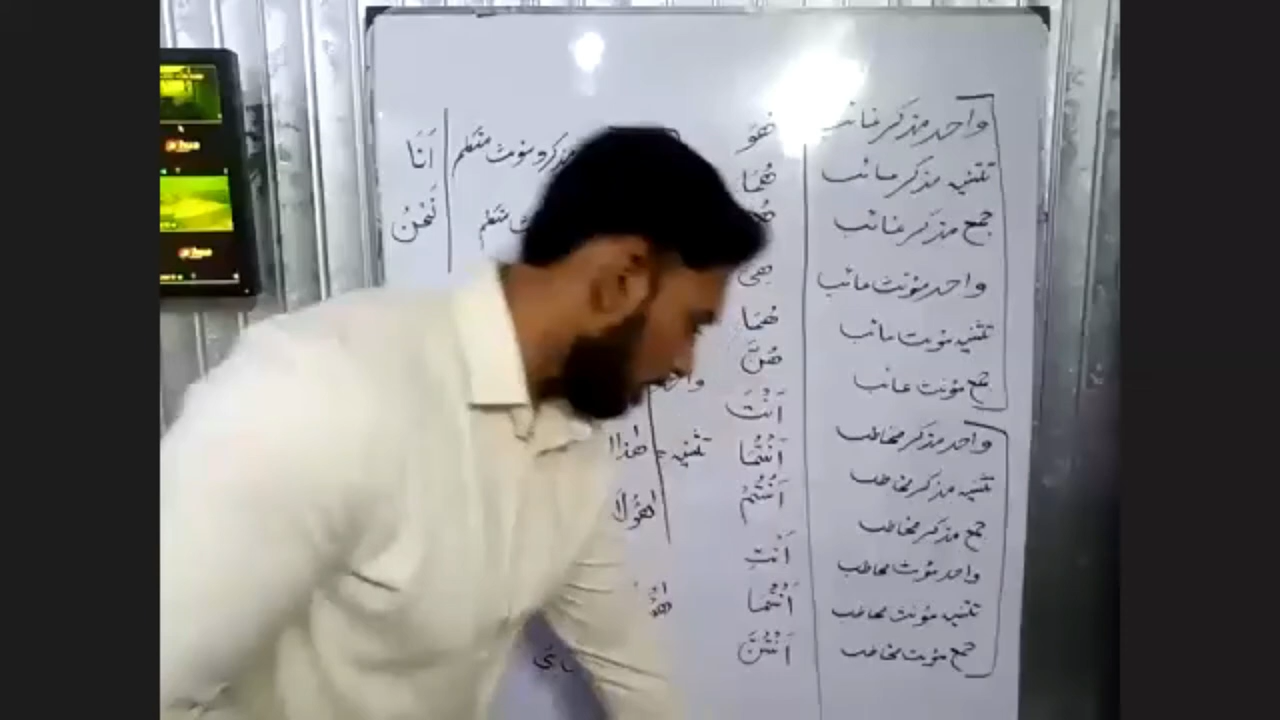 واحد مذکر غائب
تثنیہ مذکر غائب
جمع مذکر غائب
واحد مؤنث غائب
تثنیہ مؤنث غائب
جمع مؤنث غائب
واحد مذکر مخاطب
تثنیہ مذکر مخاطب
جمع مذکر مخاطب
واحد مؤنث مخاطب
تثنیہ مؤنث مخاطب
جمع مؤنث مخاطب
هُوَ
هُمَا
هِیَ
هُمَا
هُنَّ
اَنْتَ
اَنْتُمَا
اَنْتُمْ
اَنْتِ
اَنْتُمَا
اَنْتُنَّ
مذکر و مؤنث متکلم
متکلم
اَنَا
نَحْنُ
تثنیہ